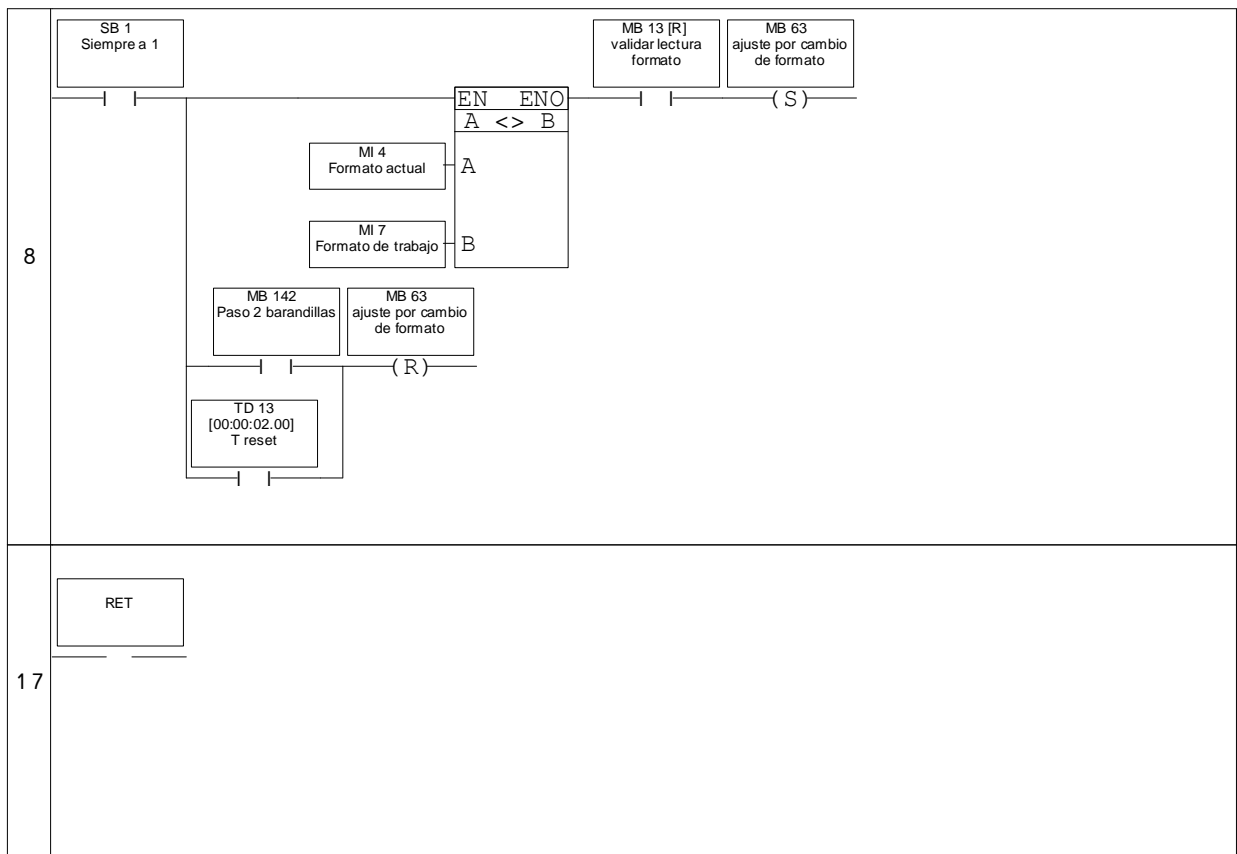 SB 1
Siempre a 1
MB 13 [R]
validar lectura
formato
MB 63
ajuste por cambio
de formato
EN ENO
(S)
A <> B
MI 4
Formato actual
A
8
MI 7
Formato de trabajo
B
MB 142
Paso 2 barandillas
MB 63
ajuste por cambio
de formato
(R)
TD 13
[00:00:02.00]
T reset
RET
17